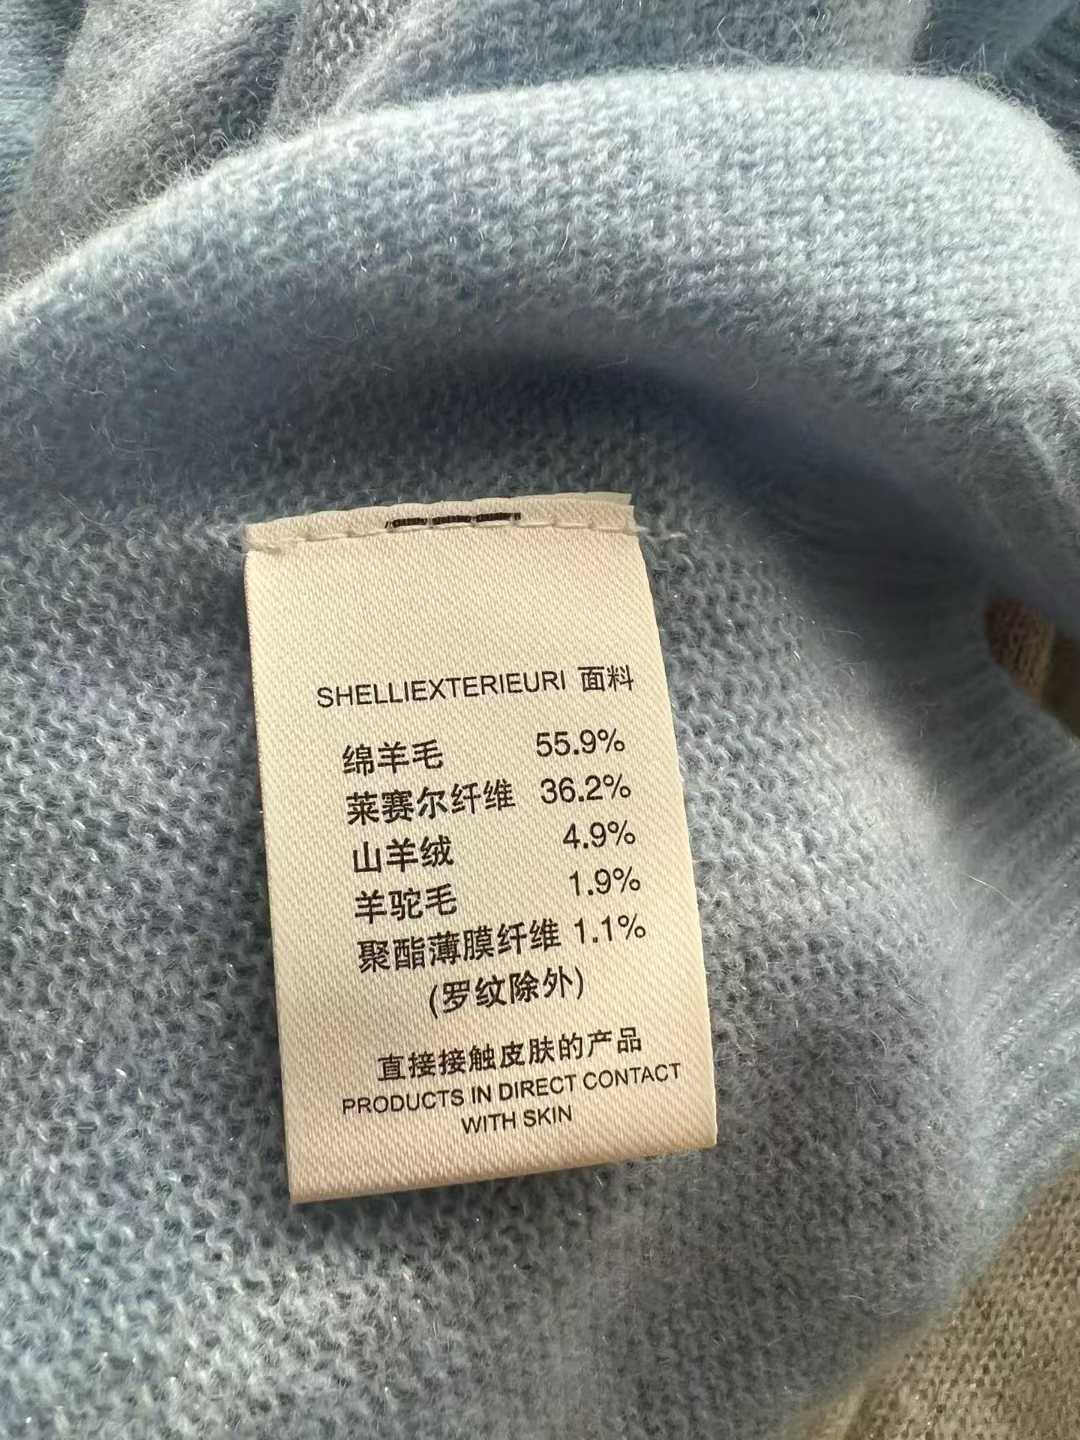 SHELLIEXTERIEURI 面料
绵羊毛 55.9%
莱赛尔纤维 36.2%
山羊绒 4.9%
羊驼毛 1.9%
聚酯薄膜纤维 1.1%
(罗纹除外)
直接接触皮肤的产品
PRODUCTS IN DIRECT CONTACT
WITH SKIN